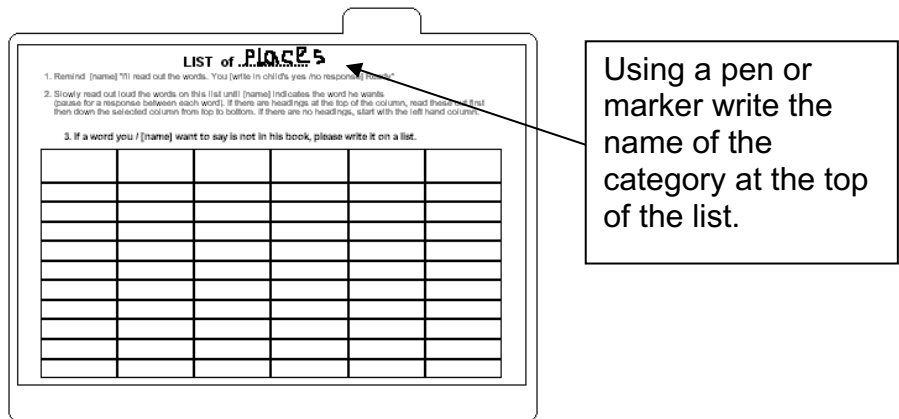 LIST of Places
1. Remind [name] "I'll read out the words. You [write in child's yes /no response] Ready"
2. Slowly read out loud the words on this list until [name] indicates the word he wants
(pause for a response between each word). If there are headings at the top of the column, read these out first
then down the selected column from top to bottom. If there are no headings, start with the left hand column.
3. If a word you / [name] want to say is not in his book, please write it on a list.
Using a pen or
marker write the
name of the
category at the top
of the list.